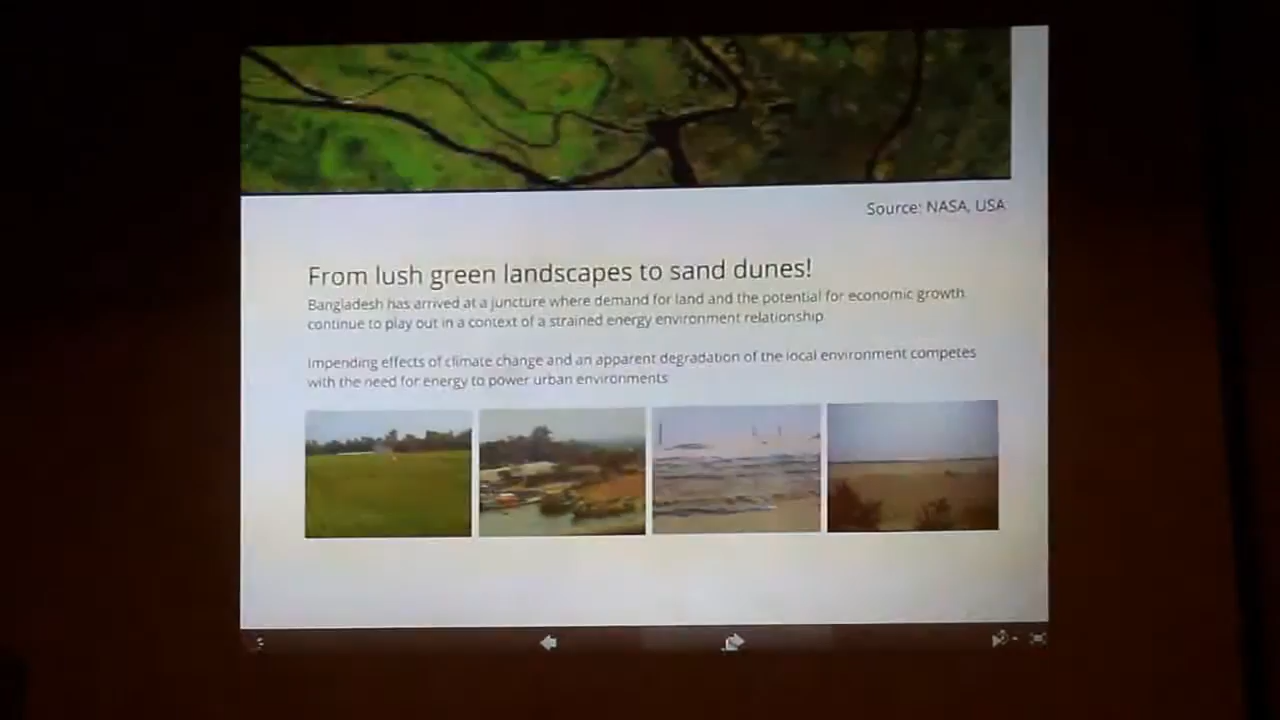 Source: NASA, USA
From lush green landscapes to sand dunes!
Bangladesh has arrived at a juncture where demand for land and the potential for economic growth
continue to play out in a context of a strained energy environment relationship
Impending effects of climate change and an apparent degradation of the local environment competes
with the need for energy to power urban environments